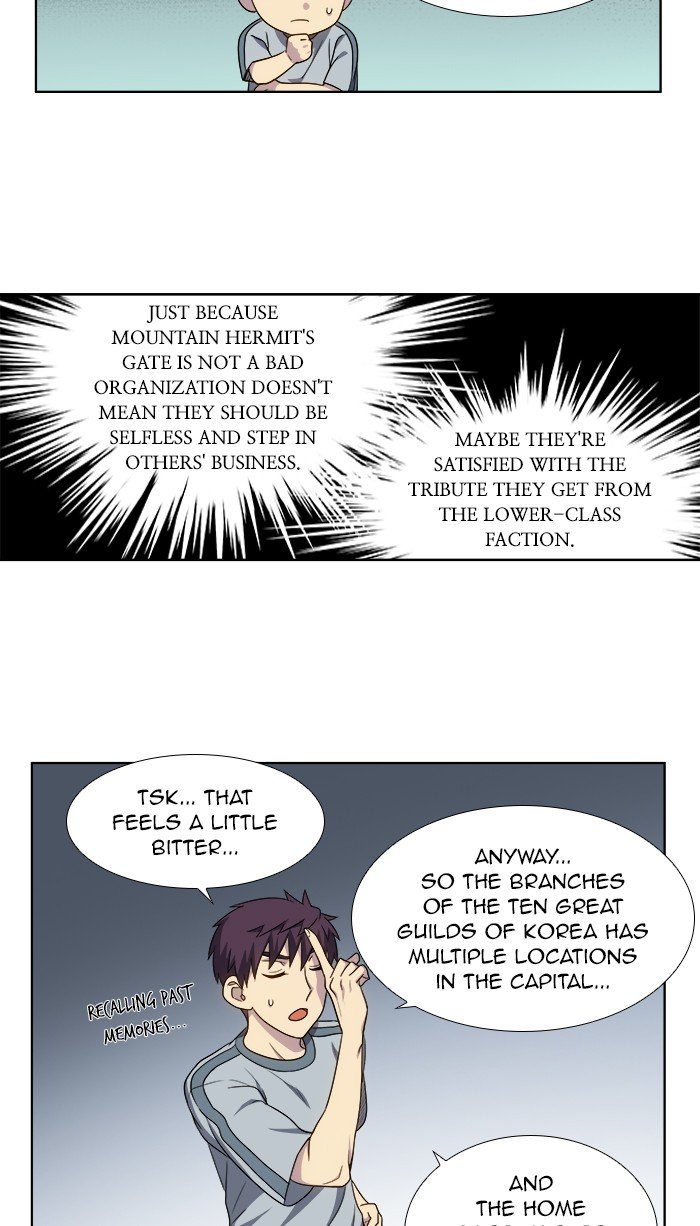 JUST BECAUSE
MOUNTAIN HERMIT'S
GATE IS NOT A BAD
ORGANIZATION DOESN'T
MEAN THEY SHOULD BE
SELFLESS AND STEP IN
OTHERS' BUSINESS.
MAYBE THEY'RE
SATISFIED WITH THE
TRIBUTE THEY GET FROM
THE LOWER-CLASS
FACTION.
TSK... THAT
FEELS A LITTLE
BITTER...
ANYWAY...
SO THE BRANCHES
OF THE TEN GREAT
GUILDS OF KOREA HAS
MULTIPLE LOCATIONS
IN THE CAPITAL...
RECALLING PAST
MEMORIES...
AND
THE HOME